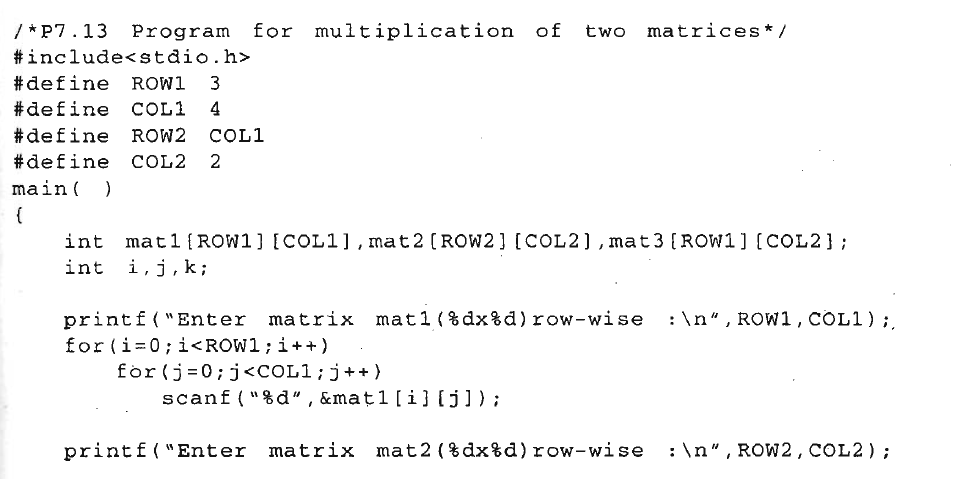 /*P7.13 Program for multiplication of two matrices*/
#include<stdio.h>
#define ROW1 3
#define COL1 4
#define ROW2 COL1
#define COL2 2
main( )
{
int mat1[ROW1][COL1],mat2[ROW2][COL2],mat3[ROW1][COL2];
int i,j,k;
printf("Enter matrix mat1(%dx%d)row-wise :\n",ROW1,COL1);
for(i=0;i<ROW1;i++)
for(j=0;j<COL1;j++)
scanf("%d",&mat1[i][j]);
printf("Enter matrix mat2(%dx%d)row-wise :\n",ROW2,COL2);